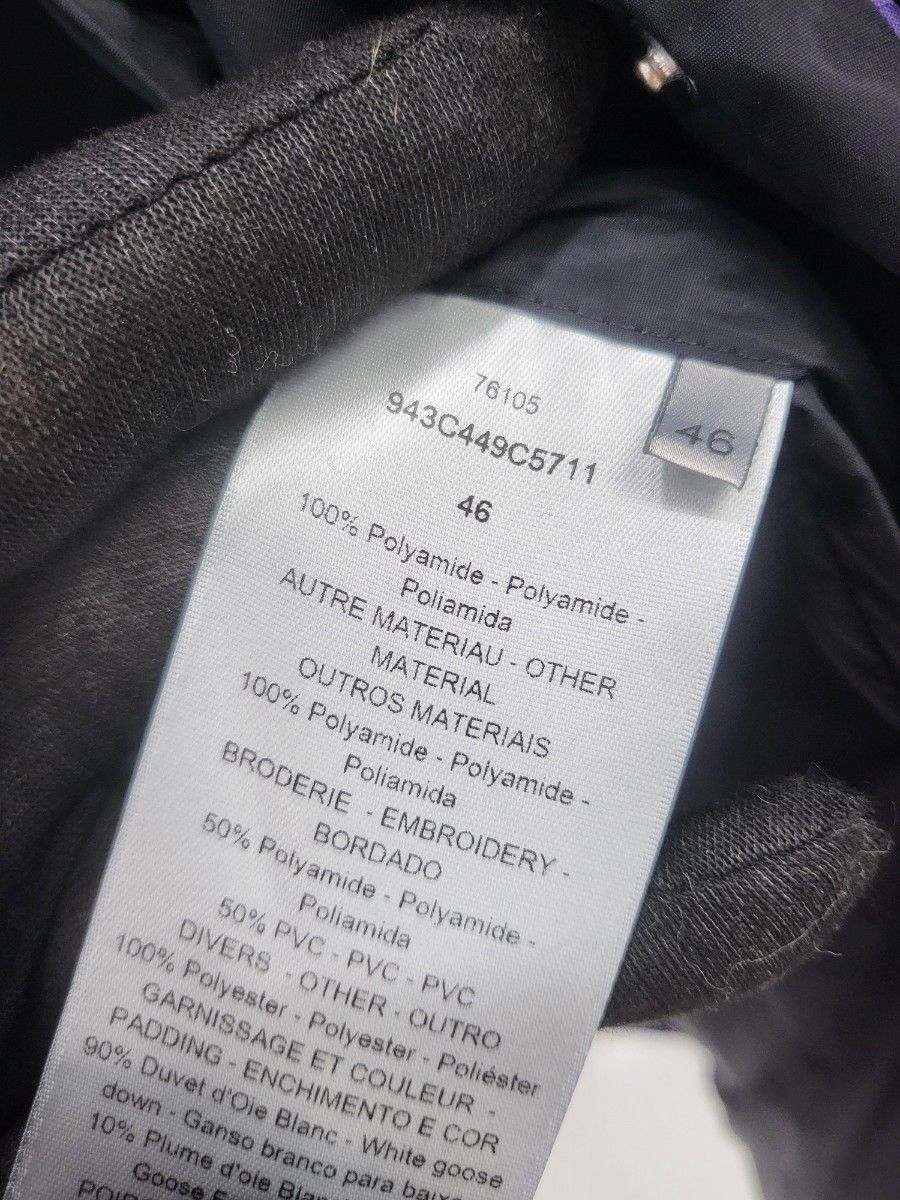 76105
943C449C5711
46
46
100% Polyamide - Polyamide -
Poliamida
AUTRE MATERIAU - OTHER
MATERIAL
OUTROS MATERIAIS
100% Polyamide - Polyamide -
Poliamida
BRODERIE - EMBROIDERY -
BORDADO
50% Polyamide - Polyamide -
Poliamida
50% PVC - PVC - PVC
DIVERS - OTHER - OUTRO
100% Polyester - Polyester - Poliéster
GARNISSAGE ET COULEUR -
PADDING - ENCHIMENTO E COR
90% Duvet d'Oie Blanc - White goose
down - Ganso branco para baixo
10% Plume d'oie Blanc
Goose